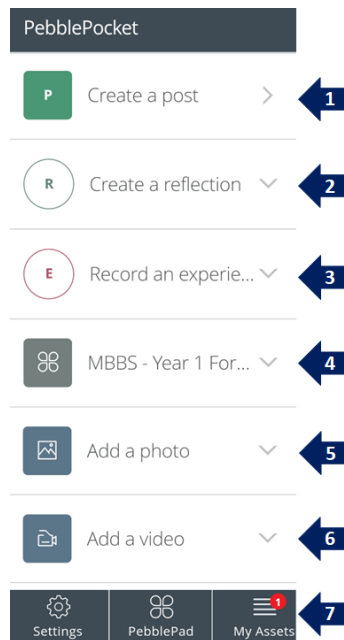 PebblePocket
P Create a post 1
R Create a reflection 2
E Record an experie... 3
MBBS - Year 1 For... 4
Add a photo 5
Add a video 6
1
Settings PebblePad My Assets 7